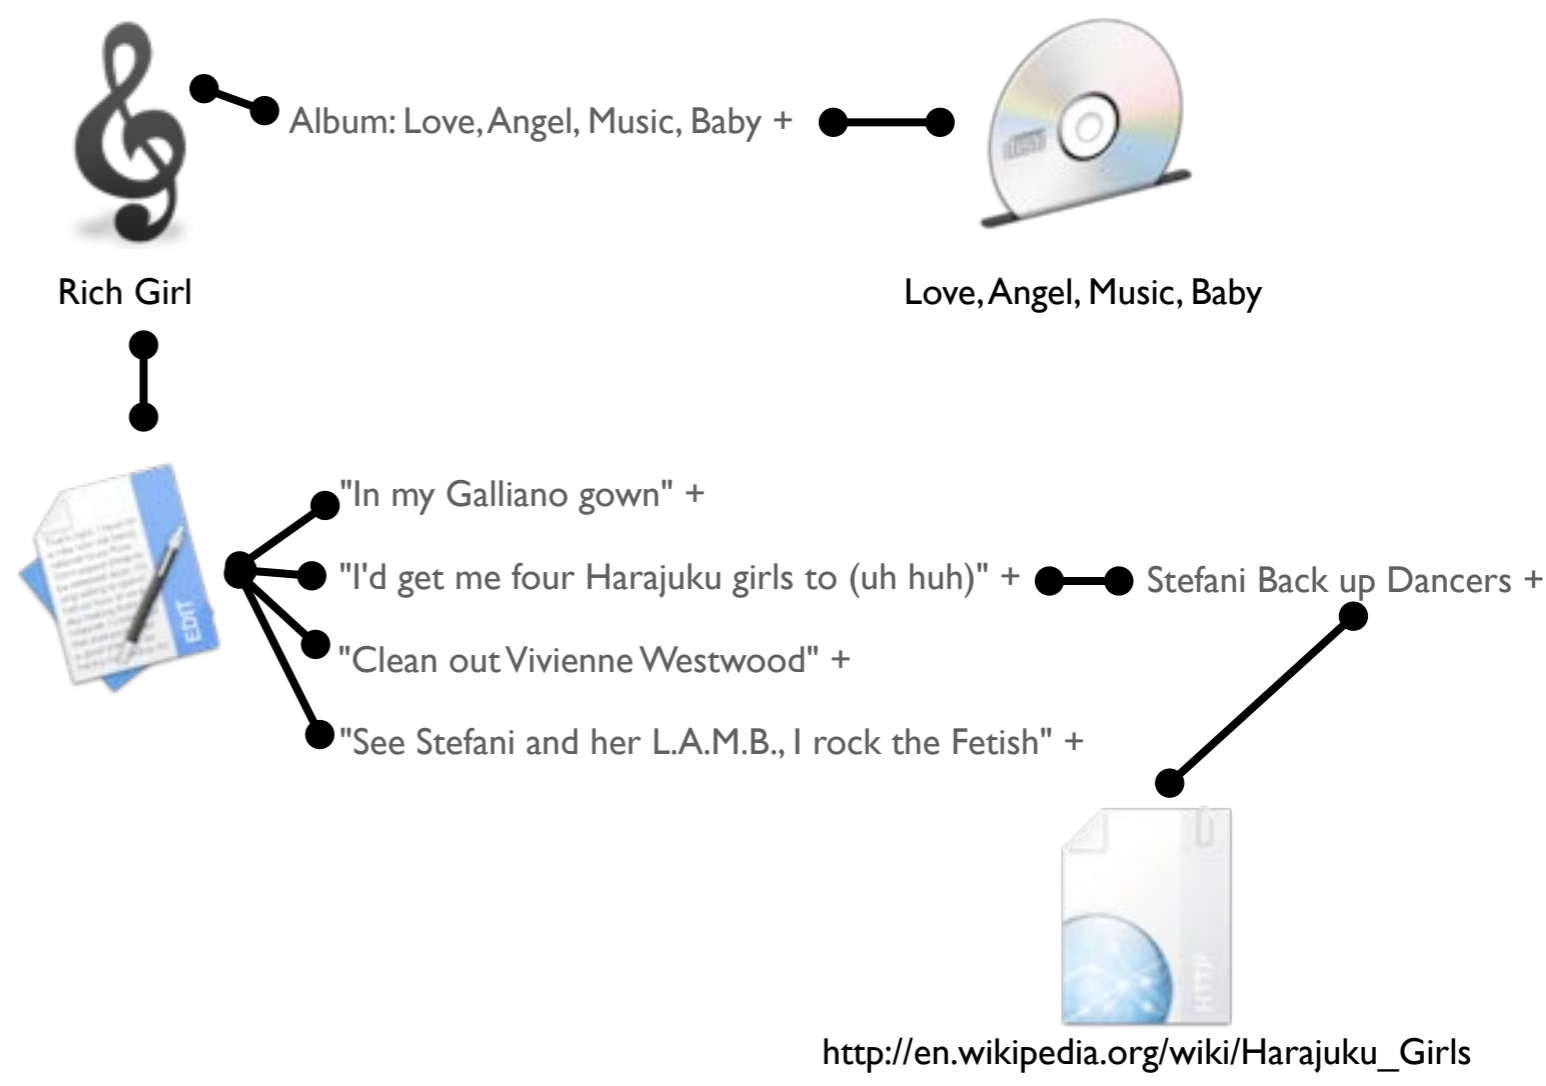 Album: Love, Angel, Music, Baby +
Rich Girl
Love, Angel, Music, Baby
"In my Galliano gown" +
"I'd get me four Harajuku girls to (uh huh)" +
Stefani Back up Dancers +
"Clean out Vivienne Westwood" +
"See Stefani and her L.A.M.B., I rock the Fetish" +
EDIT
HTTP
http://en.wikipedia.org/wiki/Harajuku_Girls